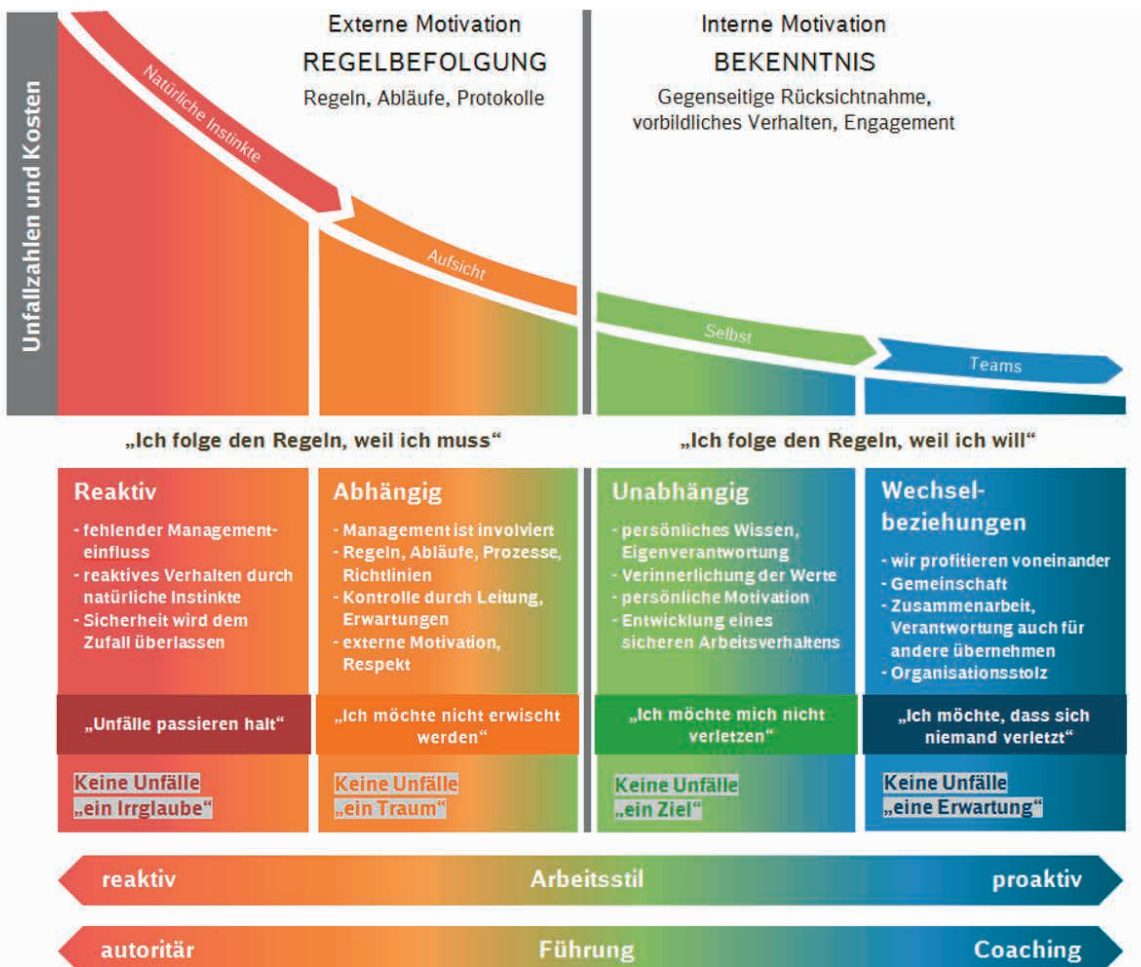 Unfallzahlen und Kosten
Externe Motivation
REGELBEFOLGUNG
Regeln, Abläufe, Protokolle
Interne Motivation
BEKENNTNIS
Gegenseitige Rücksichtnahme,
vorbildliches Verhalten, Engagement
Natürliche Instinkte
Aufsicht
Selbst
Teams
„Ich folge den Regeln, weil ich muss“
„Ich folge den Regeln, weil ich will“
Reaktiv
- fehlender Management-
einfluss
- reaktives Verhalten durch
natürliche Instinkte
- Sicherheit wird dem
Zufall überlassen
„Unfälle passieren halt“
Keine Unfälle
„ein Irrglaube“
Abhängig
- Management ist involviert
- Regeln, Abläufe, Prozesse,
Richtlinien
- Kontrolle durch Leitung,
Erwartungen
- externe Motivation,
Respekt
„Ich möchte nicht erwischt
werden“
Keine Unfälle
„ein Traum“
Unabhängig
- persönliches Wissen,
Eigenverantwortung
- Verinnerlichung der Werte
- persönliche Motivation
- Entwicklung eines
sicheren Arbeitsverhaltens
„Ich möchte mich nicht
verletzen“
Keine Unfälle
„ein Ziel“
Wechsel-
beziehungen
- wir profitieren voneinander
- Gemeinschaft
- Zusammenarbeit,
Verantwortung auch für
andere übernehmen
- Organisationsstolz
„Ich möchte, dass sich
niemand verletzt“
Keine Unfälle
„eine Erwartung“
reaktiv Arbeitsstil proaktiv
autoritär Führung Coaching